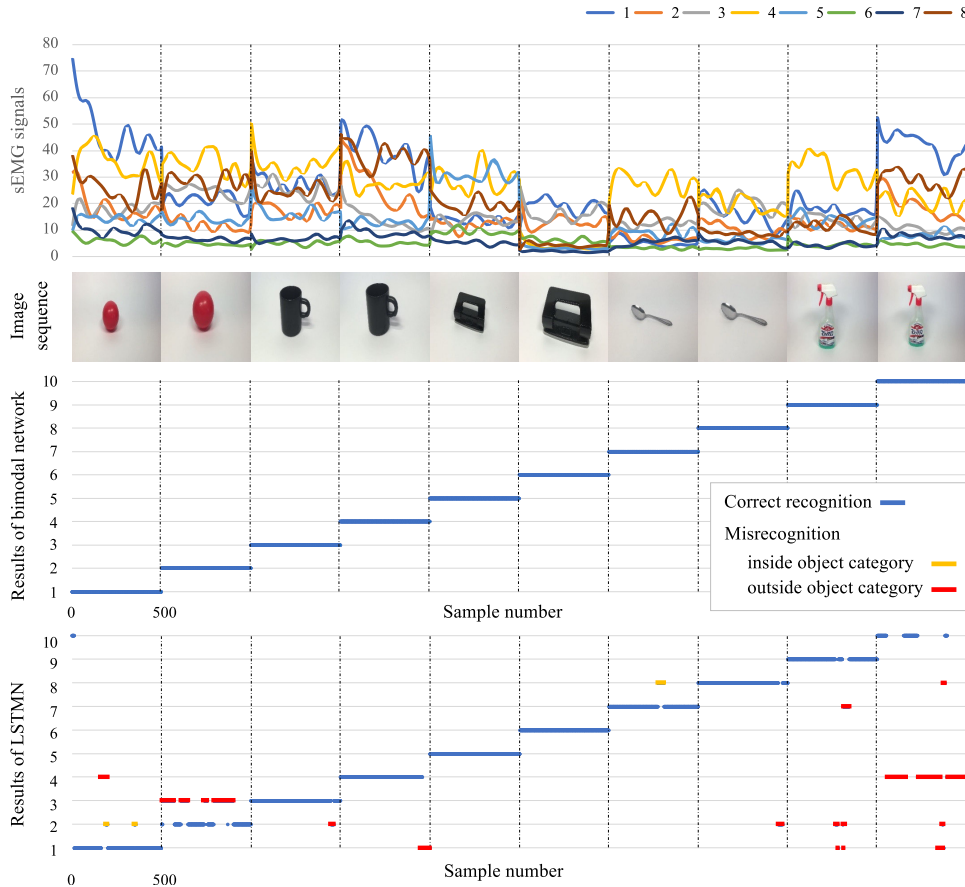 1 2 3 4 5 6 7 8
sEMG signals
80
70
60
50
40
30
20
10
0
Image
sequence
Results of bimodal network
10
9
8
7
6
5
4
3
2
1
0 500 Sample number
Correct recognition
Misrecognition
inside object category
outside object category
Results of LSTMN
10
9
8
7
6
5
4
3
2
1
0 500 Sample number